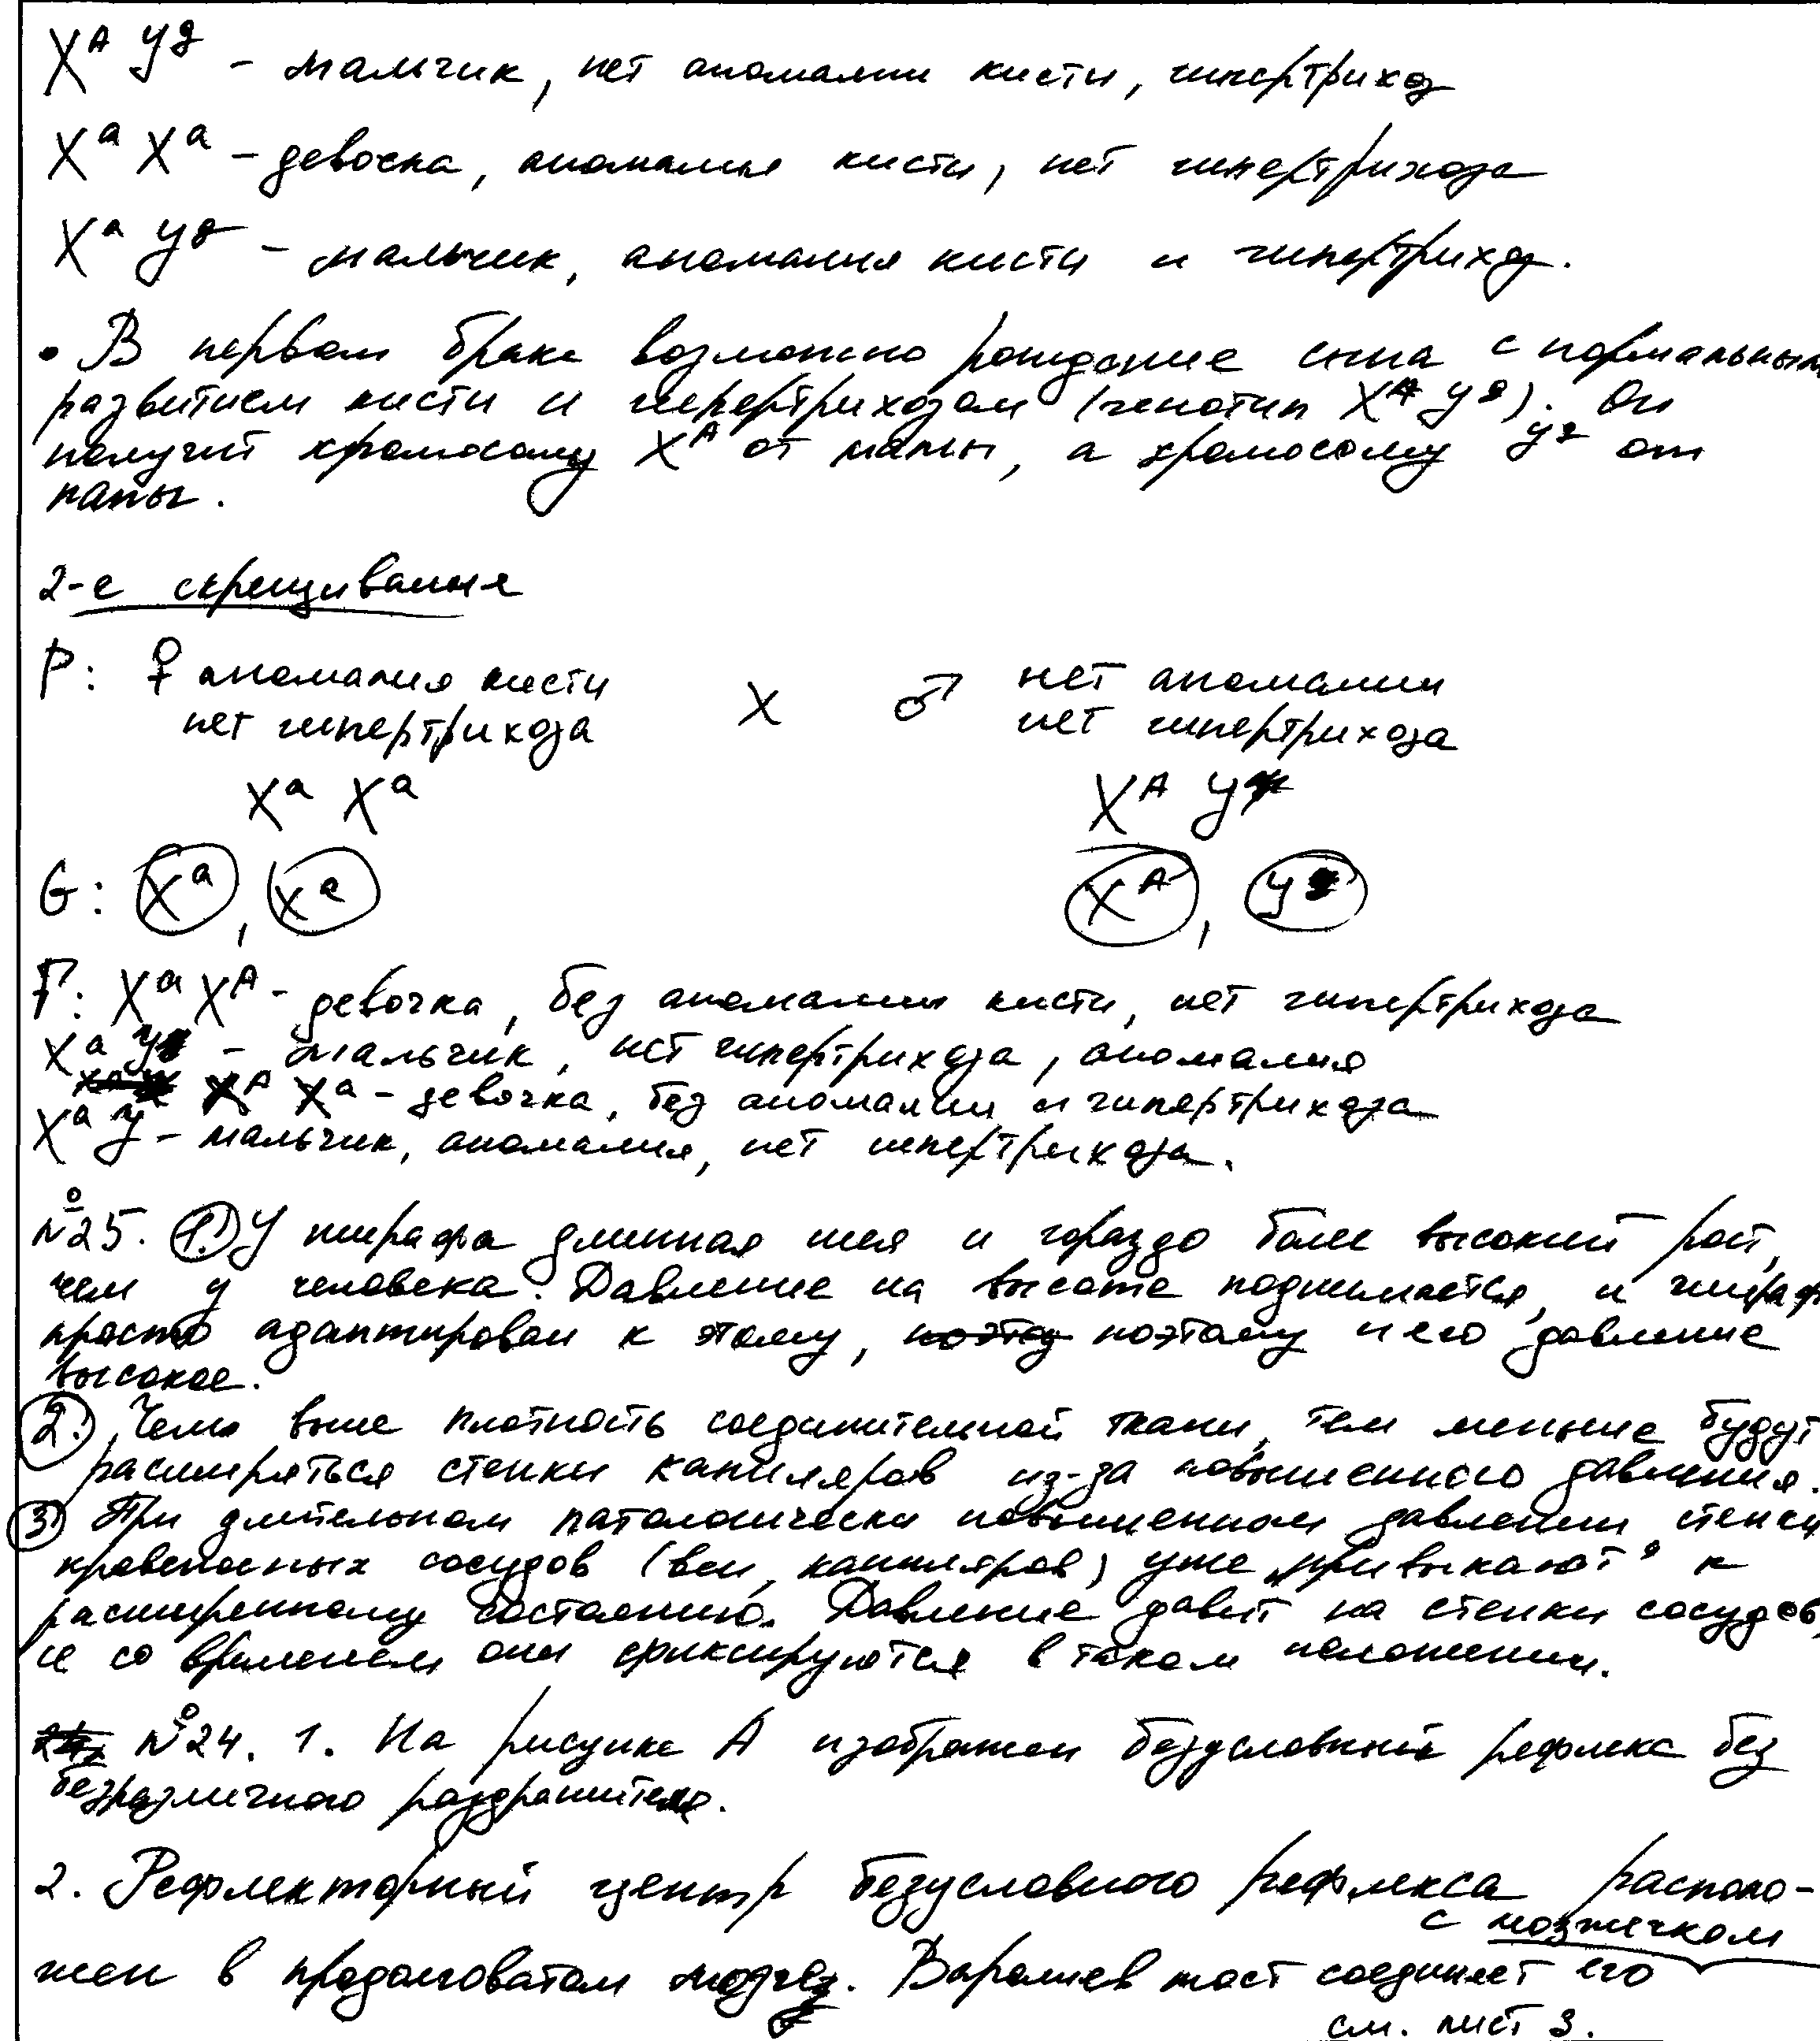 X^A Y^g - мальчик, нет аномалии кисти, гипертрихоз
X^a X^a - девочка, аномалия кисти, нет гипертрихоза
X^a Y^g - мальчик, аномалия кисти и гипертрихоз.
• В первом браке возможно рождение сына с нормальным
развитием кисти и гипертрихозом (генотип X^A Y^g). Он
получит хромосому X^A от мамы, а хромосому Y^g от
папы.
2-е скрещивание
P: ♀ аномалия кисти нет гипертрихоза × ♂ нет аномалии нет гипертрихоза
X^a X^a X^A Y
G: X^a, X^a X^A, Y
F: X^a X^A - девочка, без аномалии кисти, нет гипертрихоза
X^a Y - мальчик, нет гипертрихоза, аномалия
X^A X^a - девочка, без аномалии и гипертрихоза
X^a Y - мальчик, аномалия, нет гипертрихоза.
№25. 1.) У жирафа длинная шея и гораздо более высокий рост,
чем у человека. Давление на высоте поднимается, и жираф
просто адаптирован к этому, поэтому и его давление
высокое.
2.) Чем выше плотность соединительной ткани, тем меньше будут
расширяться стенки капиляров из-за повышенного давления.
3) При длительном патологически повышенном давлении стенки
кровеносных сосудов (вен, капиляров) уже "привыкают" к
расширенному состоянию. Давление давит на стенки сосудов,
и со временем они фиксируются в таком положении.
№24. 1. На рисунке А изображен безусловный рефлекс без
безразличного раздражителя.
2. Рефлекторный центр безусловного рефлекса располо-
жен в продолговатом мозге. Варолиев мост соединяет его с мозжечком
см. лист 3.